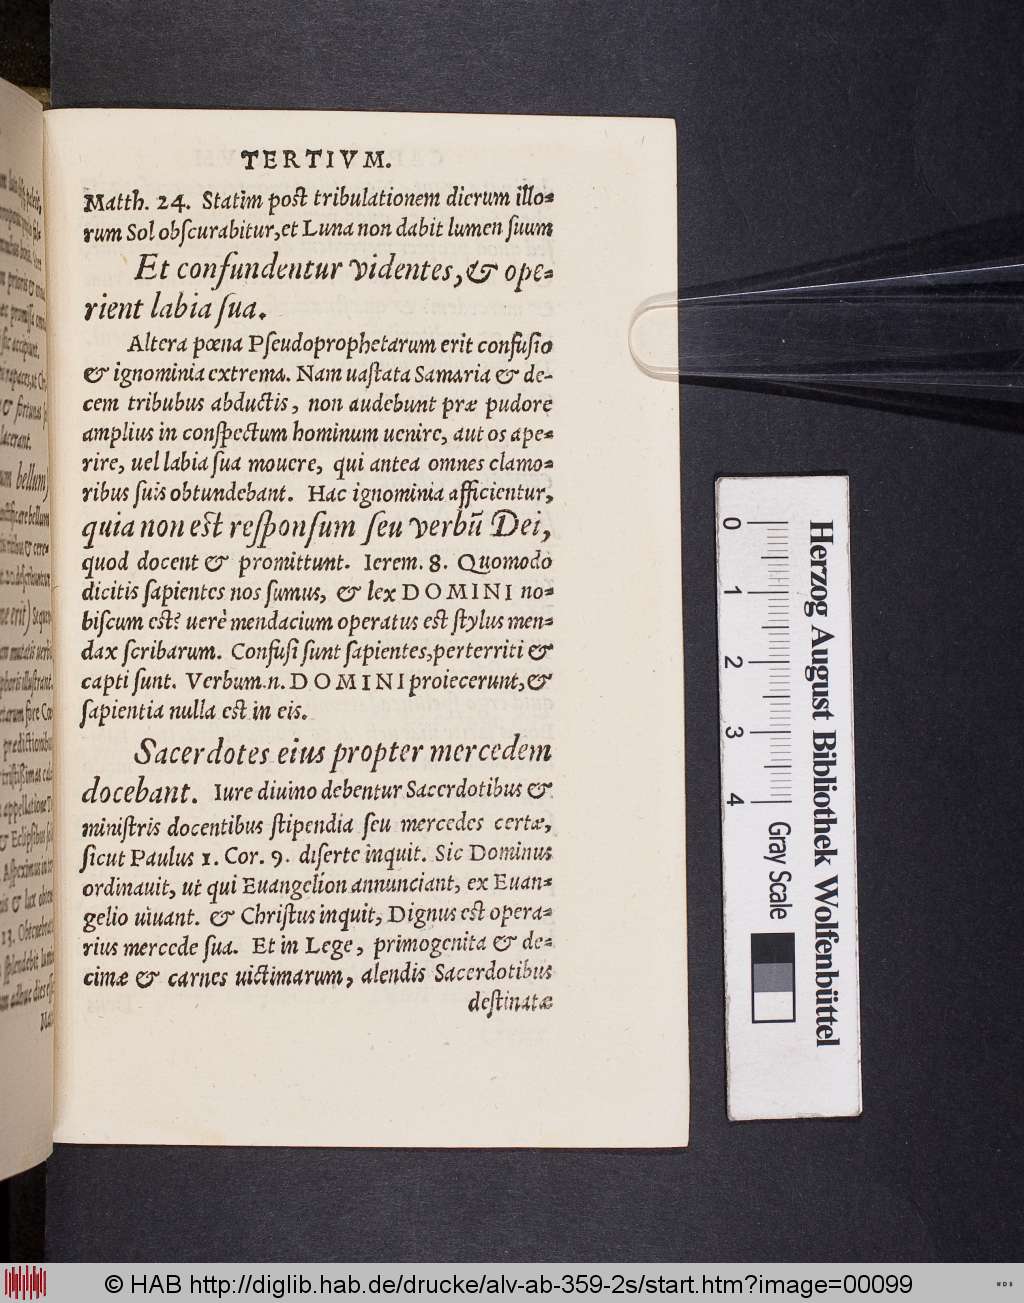 TERTIVM.
Matth. 24. Statim post tribulationem dierum illo-
rum Sol obscurabitur, et Luna non dabit lumen suum
Et confundentur videntes, & ope-
rient labia sua.
Altera pœna Pseudoprophetarum erit confusio
& ignominia extrema. Nam uastata Samaria & de-
cem tribubus abductis, non audebunt præ pudore
amplius in conspectum hominum uenire, aut os ape-
rire, uel labia sua mouere, qui antea omnes clamo-
ribus suis obtundebant. Hac ignominia afficientur,
quia non est responsum seu verbũ Dei,
quod docent & promittunt. Ierem. 8. Quomodo
dicitis sapientes nos sumus, & lex DOMINI no-
biscum est? uerè mendacium operatus est stylus men-
dax scribarum. Confusi sunt sapientes, perterriti &
capti sunt. Verbum.n. DOMINI proiecerunt, &
sapientia nulla est in eis.
Sacerdotes eius propter mercedem
docebant. Iure diuino debentur Sacerdotibus &
ministris docentibus stipendia seu mercedes certæ,
sicut Paulus 1. Cor. 9. diserte inquit. Sic Dominus
ordinauit, ut qui Euangelion annunciant, ex Euan-
gelio uiuant. & Christus inquit, Dignus est opera-
rius mercede sua. Et in Lege, primogenita & de-
cimæ & carnes uictimarum, alendis Sacerdotibus
destinatæ
0 1 2 3 4
Gray Scale
Herzog August Bibliothek Wolfenbüttel
© HAB http://diglib.hab.de/drucke/alv-ab-359-2s/start.htm?image=00099